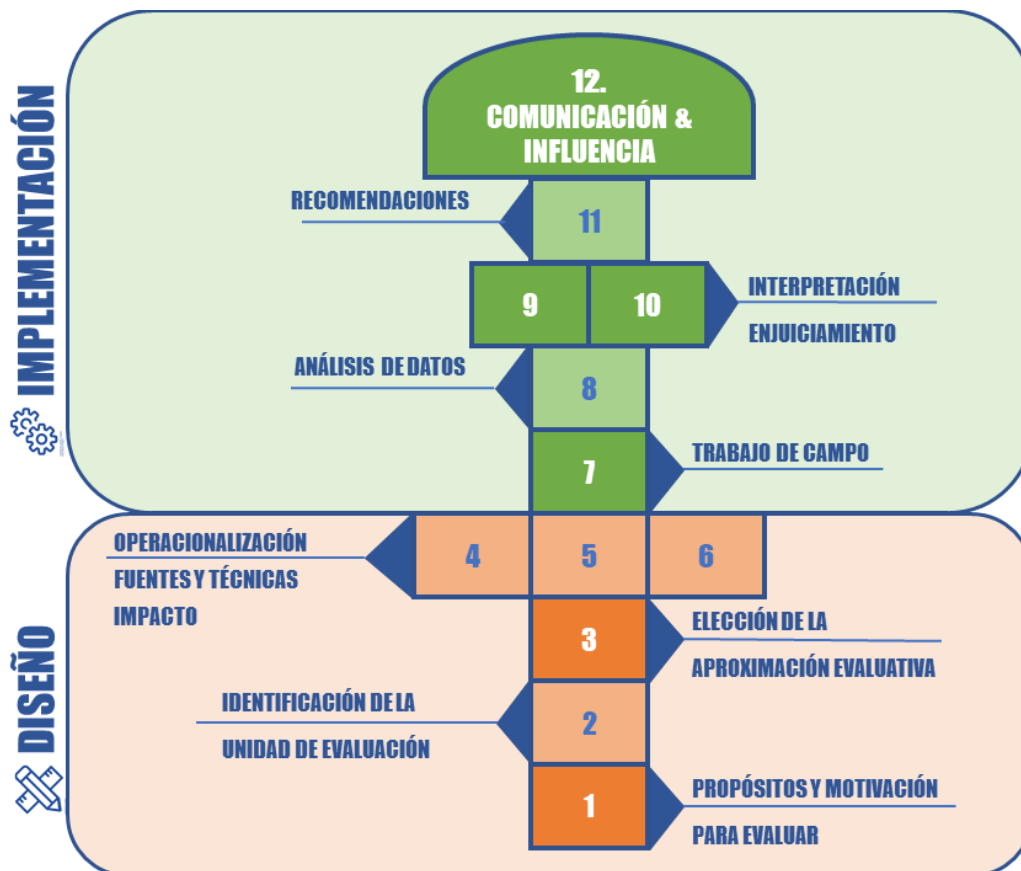 IMPLEMENTACIÓN
12.
COMUNICACIÓN &
INFLUENCIA
RECOMENDACIONES
11
9
10
INTERPRETACIÓN
ENJUICIAMIENTO
ANÁLISIS DE DATOS
8
7
TRABAJO DE CAMPO
DISEÑO
OPERACIONALIZACIÓN
FUENTES Y TÉCNICAS
IMPACTO
4
5
6
3
ELECCIÓN DE LA
APROXIMACIÓN EVALUATIVA
IDENTIFICACIÓN DE LA
UNIDAD DE EVALUACIÓN
2
1
PROPÓSITOS Y MOTIVACIÓN
PARA EVALUAR